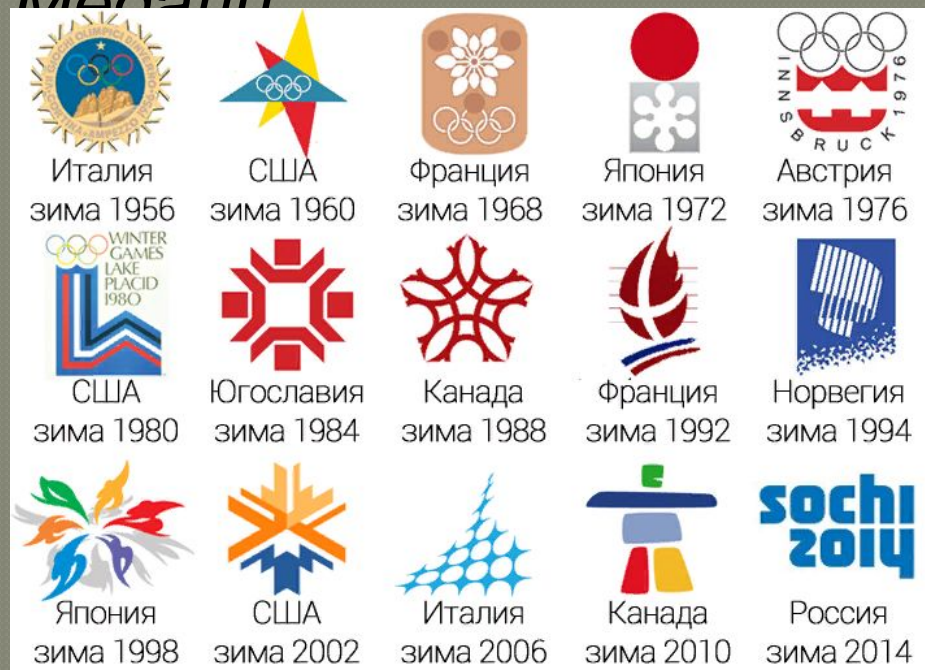 Италия США Франция Япония Австрия
зима 1956 зима 1960 зима 1968 зима 1972 зима 1976
INNSBRUCK 1976
WINTER
GAMES
LAKE
PLACID
1980
США Югославия Канада Франция Норвегия
зима 1980 зима 1984 зима 1988 зима 1992 зима 1994
sochi
2014
Япония США Италия Канада Россия
зима 1998 зима 2002 зима 2006 зима 2010 зима 2014